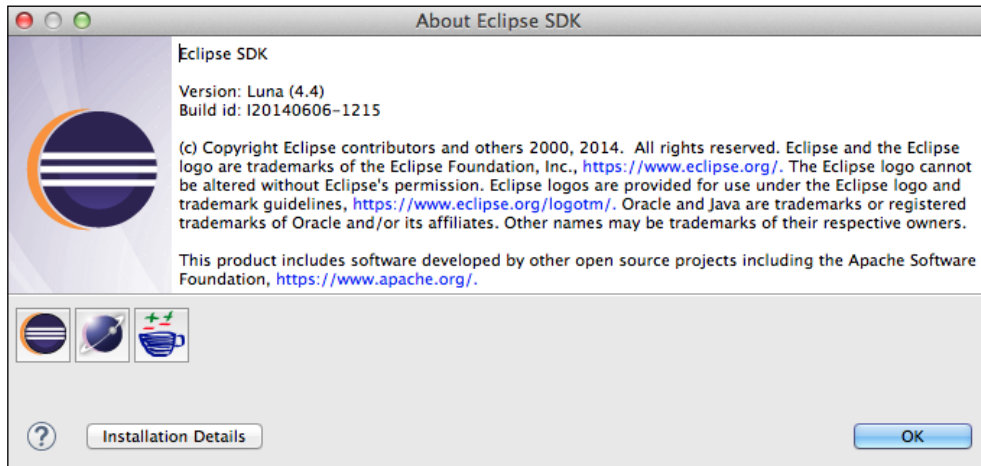 About Eclipse SDK
Eclipse SDK
Version: Luna (4.4)
Build id: I20140606-1215
(c) Copyright Eclipse contributors and others 2000, 2014.  All rights reserved. Eclipse and the Eclipse
logo are trademarks of the Eclipse Foundation, Inc., https://www.eclipse.org/. The Eclipse logo cannot
be altered without Eclipse's permission. Eclipse logos are provided for use under the Eclipse logo and
trademark guidelines, https://www.eclipse.org/logotm/. Oracle and Java are trademarks or registered
trademarks of Oracle and/or its affiliates. Other names may be trademarks of their respective owners.
This product includes software developed by other open source projects including the Apache Software
Foundation, https://www.apache.org/.
?
Installation Details
OK